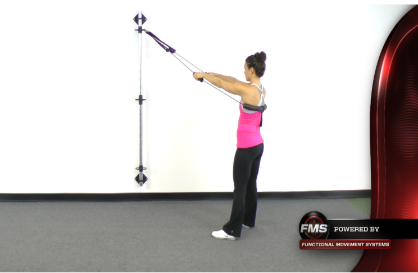 FMS
POWERED BY
FUNCTIONAL MOVEMENT SYSTEMS